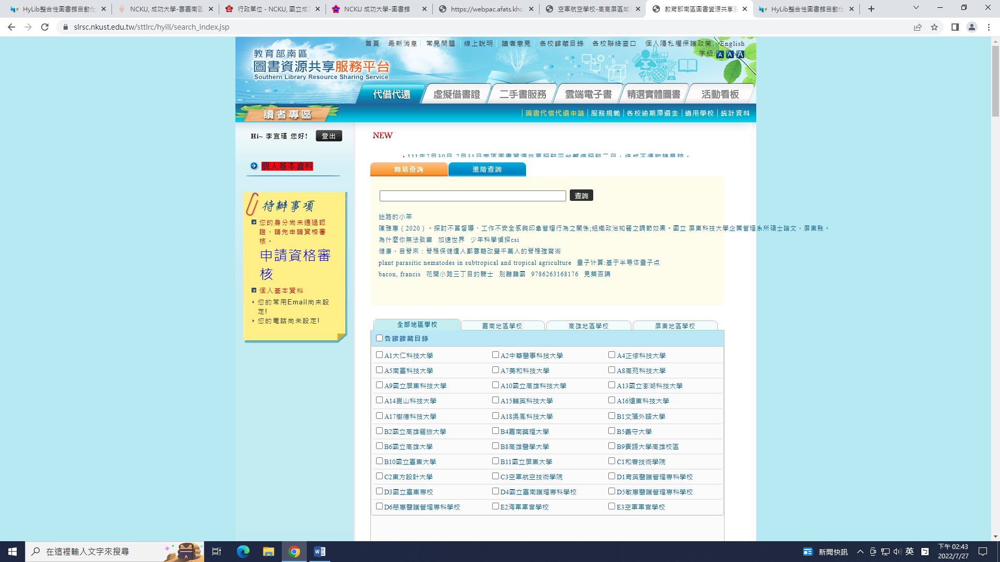 HyLib整合性圖書館自動化
NCKU, 成功大學-雲嘉南區
行政單位 - NCKU, 國立成
NCKU 成功大學-圖書館
https://webpac.afats.khc
空軍航空學校-高高屏區域
教育部南區圖書資源共享服
HyLib整合性圖書館自動化
slrsc.nkust.edu.tw/sttlrc/hyill/search_index.jsp
首頁 最新消息 常見問題 線上說明 讀者意見 各校館藏目錄 各校聯絡窗口 個人隱私權保護政策 English
字級: A A A
教育部南區
圖書資源共享服務平台
Southern Library Resource Sharing Service
代借代還 虛擬借書證 二手書服務 雲端電子書 精選實體圖書 活動看板
讀者專區
圖書代借代還申請 | 服務規範 | 各校逾期滯還金 | 適用學校 | 統計資料
Hi~ 李宣瑾 您好! 登出
個人基本資料
待辦事項
您的身分尚未通過認
證，請先申請資格審
核。
申請資格審
核
個人基本資料
您的常用Email尚未設
定!
您的電話尚未設定!
NEW
111年7月30日-7月31日南區圖書資源共享服務平台暫停服務二日，造成不便敬請見諒。
簡易查詢 進階查詢
查詢
迷路的小羊
陳雅惠（2020）。探討不當督導、工作不安全感與印象管理行為之關係;組織政治知覺之調節效果。國立 屏東科技大學企業管理系所碩士論文，屏東縣。
為什麼你無法致富 加速世界 少年科學偵探csi
健康，自脊來：脊椎保健達人鄭雲龍改變千萬人的脊椎強背術
plant parasitic nematodes in subtropical and tropical agriculture 量子计算:基于半导体量子点
bacon, francis 花開小路三丁目的騎士 別離韓國 9786263168176 見築百講
全部地區學校 嘉南地區學校 高雄地區學校 屏東地區學校
各館館藏目錄
A1大仁科技大學 A2中華醫事科技大學 A4正修科技大學
A5南臺科技大學 A7美和科技大學 A8高苑科技大學
A9國立屏東科技大學 A10國立高雄科技大學 A13國立澎湖科技大學
A14崑山科技大學 A15輔英科技大學 A16遠東科技大學
A17樹德科技大學 A18吳鳳科技大學 B1文藻外語大學
B2國立高雄餐旅大學 B4嘉南藥理大學 B5義守大學
B6國立高雄大學 B8高雄醫學大學 B9實踐大學高雄校區
B10國立臺東大學 B11國立屏東大學 C1和春技術學院
C2東方設計大學 C3空軍航空技術學院 D1育英醫護管理專科學校
D3國立臺東專校 D4國立臺南護理專科學校 D5敏惠醫護管理專科學校
D6慈惠醫護管理專科學校 E2海軍軍官學校 E3空軍軍官學校
在這裡輸入文字來搜尋
新聞快訊
英
下午 02:43
2022/7/27